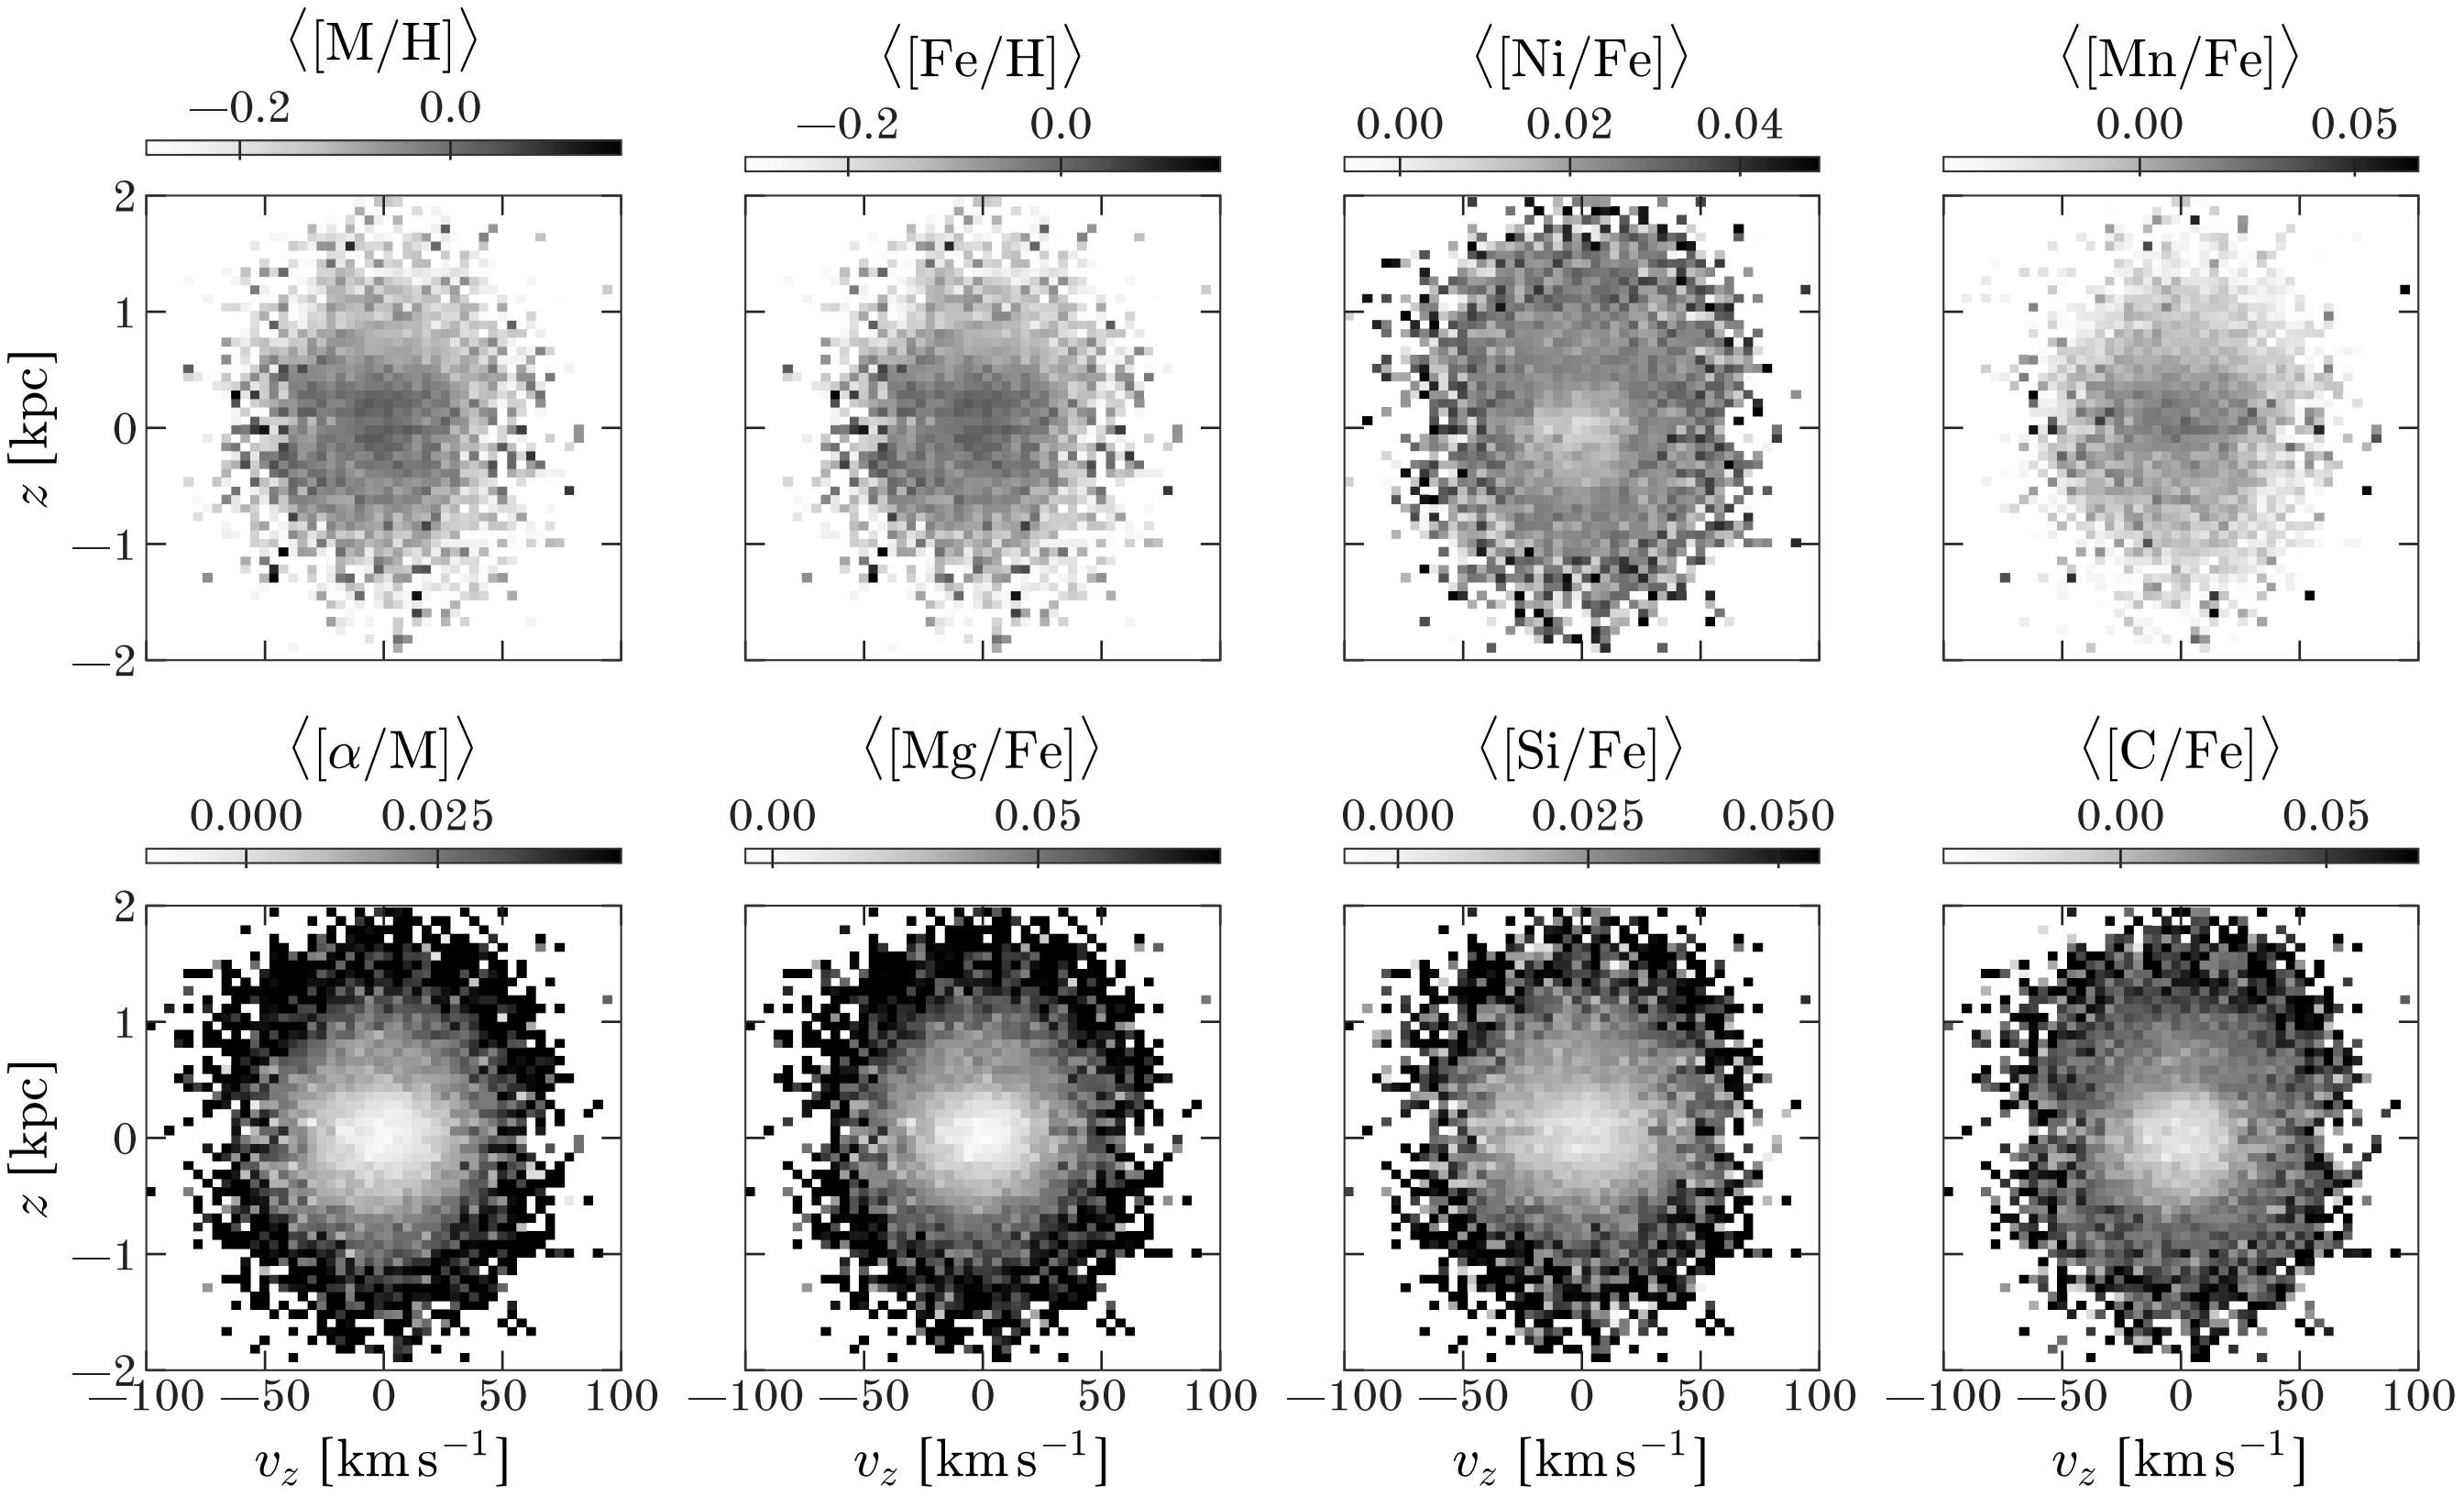 ⟨[M/H]⟩ ⟨[Fe/H]⟩ ⟨[Ni/Fe]⟩ ⟨[Mn/Fe]⟩
−0.2 0.0 −0.2 0.0 0.00 0.02 0.04 0.00 0.05
2
1
0
−1
−2
z [kpc]
⟨[α/M]⟩ ⟨[Mg/Fe]⟩ ⟨[Si/Fe]⟩ ⟨[C/Fe]⟩
0.000 0.025 0.00 0.05 0.000 0.025 0.050 0.00 0.05
2
1
0
−1
−2
z [kpc]
−100 −50 0 50 100 −100 −50 0 50 100 −100 −50 0 50 100 −100 −50 0 50 100
v_z [km s⁻¹] v_z [km s⁻¹] v_z [km s⁻¹] v_z [km s⁻¹]